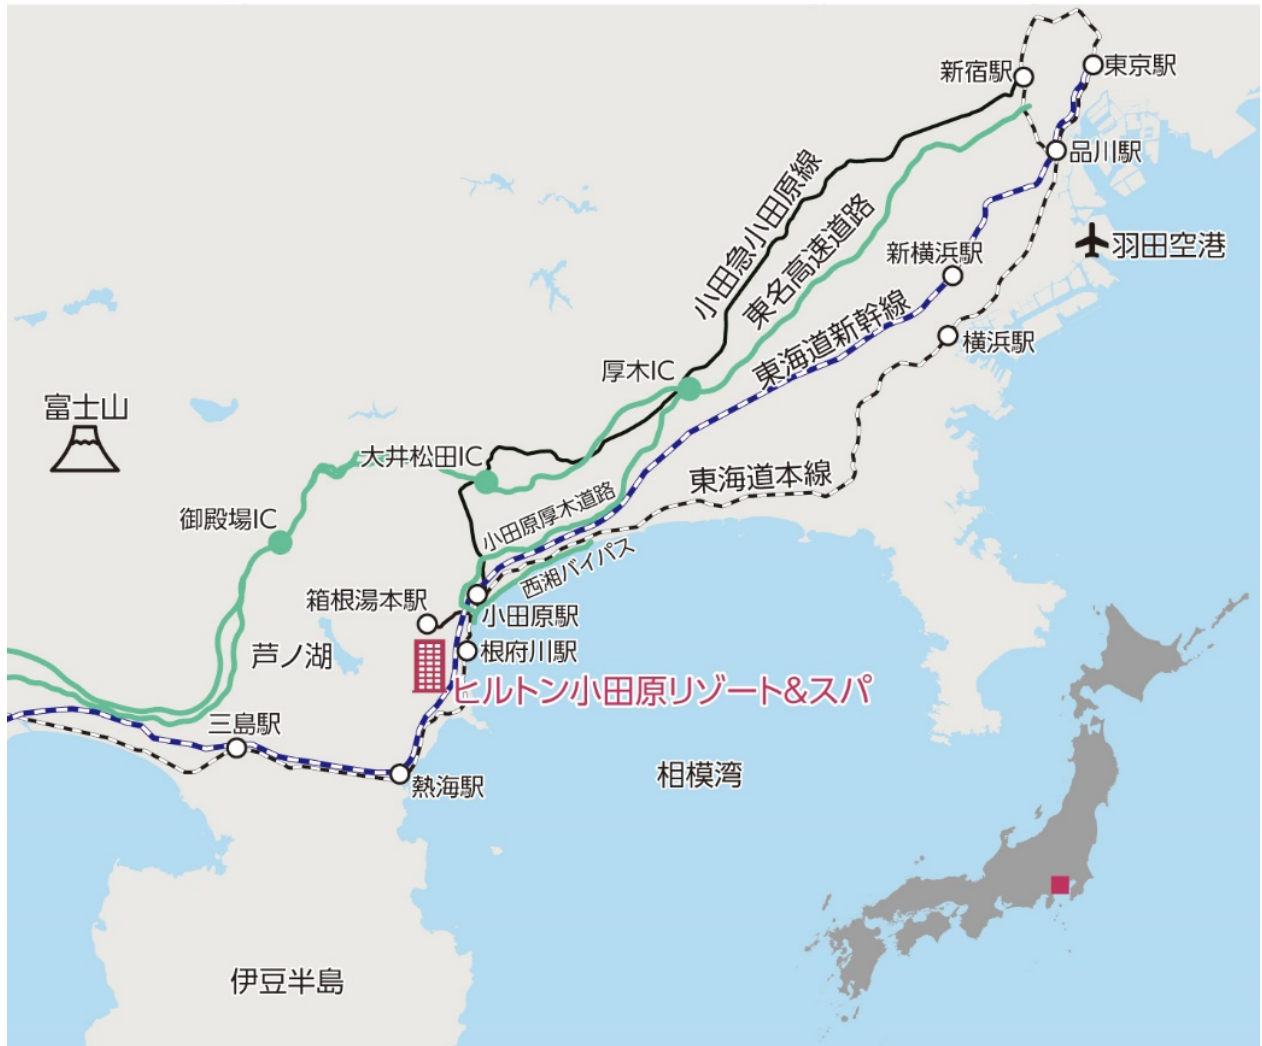 新宿駅
東京駅
品川駅
小田急小田原線
東名高速道路
羽田空港
新横浜駅
東海道新幹線
横浜駅
厚木IC
富士山
大井松田IC
東海道本線
御殿場IC
小田原厚木道路
西湘バイパス
箱根湯本駅
小田原駅
芦ノ湖
根府川駅
ヒルトン小田原リゾート&スパ
三島駅
熱海駅
相模湾
伊豆半島